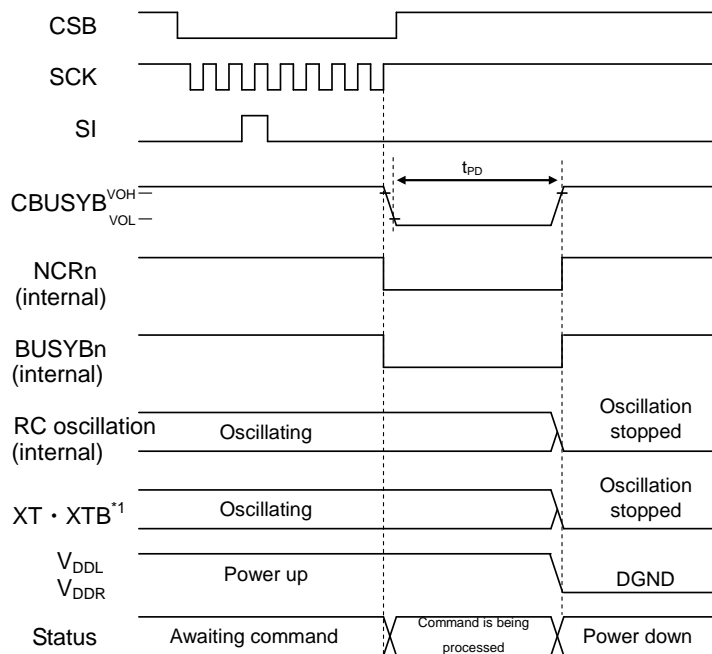 CSB
SCK
SI
tPD
CBUSYB VOH
VOL
NCRn
(internal)
BUSYBn
(internal)
RC oscillation
(internal)
Oscillating
Oscillation
stopped
XT・XTB*1
Oscillating
Oscillation
stopped
VDDL
VDDR
Power up
DGND
Status
Awaiting command
Command is being
processed
Power down